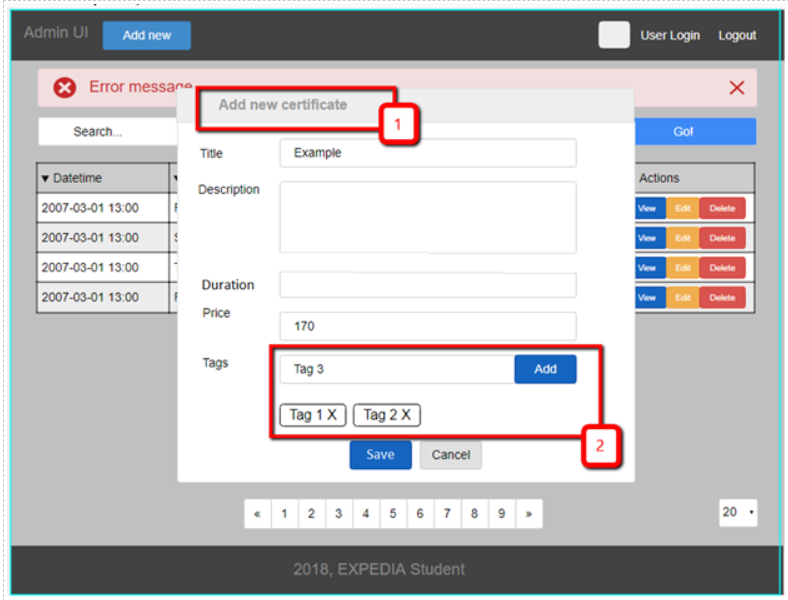 Admin UI Add new User Login Logout
Error message
Add new certificate
1
Search... Go!
Title Example
▼ Datetime Actions
Description
2007-03-01 13:00 View Edit Delete
2007-03-01 13:00 View Edit Delete
2007-03-01 13:00 View Edit Delete
2007-03-01 13:00 View Edit Delete
Duration
Price 170
Tags Tag 3 Add
Tag 1 X Tag 2 X
2
Save Cancel
« 1 2 3 4 5 6 7 8 9 » 20
2018, EXPEDIA Student